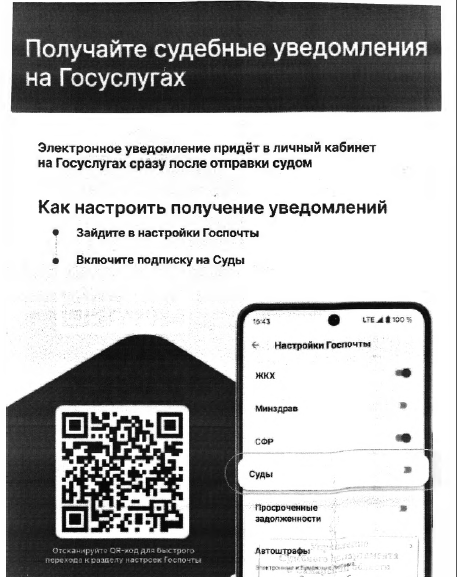 Получайте судебные уведомления
на Госуслугах
Электронное уведомление придёт в личный кабинет
на Госуслугах сразу после отправки судом
Как настроить получение уведомлений
Зайдите в настройки Госпочты
Включите подписку на Суды
15:43
LTE 100 %
← Настройки Госпочты
ЖКХ
Минздрав
СФР
Суды
Просроченные
задолженности
Автоштрафы
Отсканируйте QR-код для быстрого
перехода к разделу настроек Госпочты